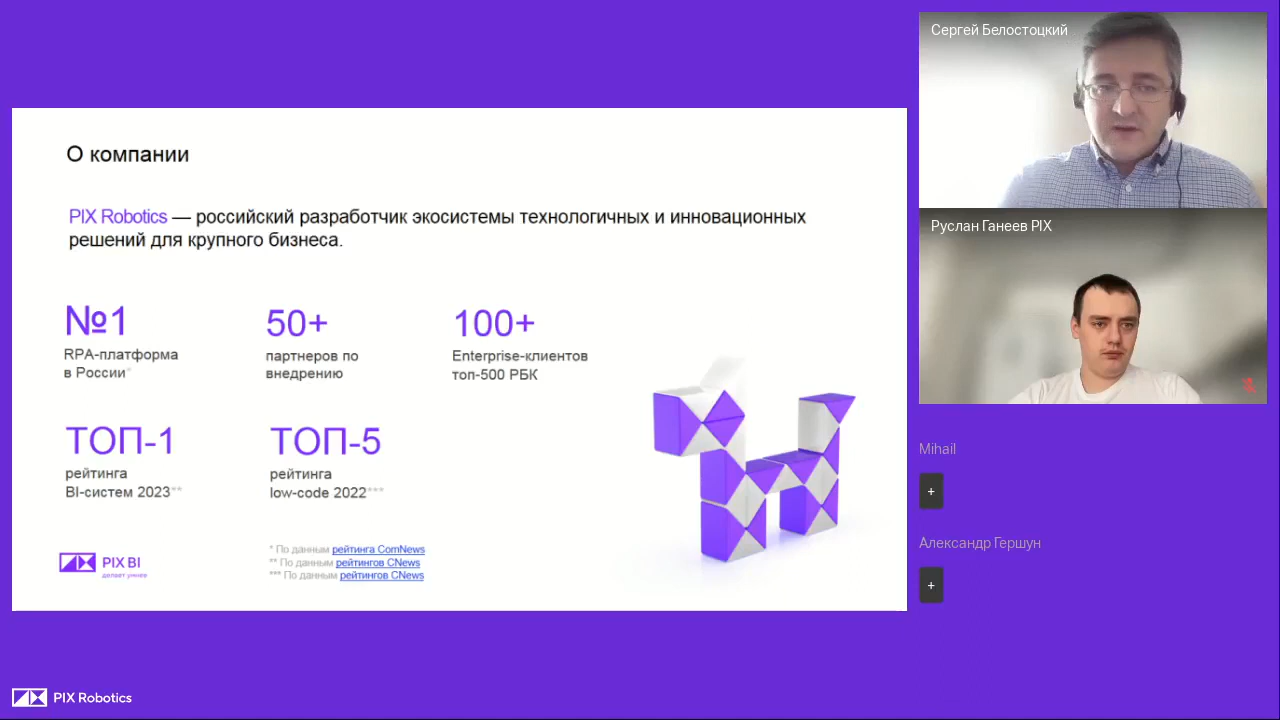 О компании
PIX Robotics — российский разработчик экосистемы технологичных и инновационных
решений для крупного бизнеса.
№1
RPA-платформа
в России*
50+
партнеров по
внедрению
100+
Enterprise-клиентов
топ-500 РБК
ТОП-1
рейтинга
BI-систем 2023**
ТОП-5
рейтинга
low-code 2022***
PIX BI
делает умнее
* По данным рейтинга ComNews
** По данным рейтингов CNews
*** По данным рейтингов CNews
Сергей Белостоцкий
Руслан Ганеев PIX
Mihail
+
Александр Гершун
+
PIX Robotics